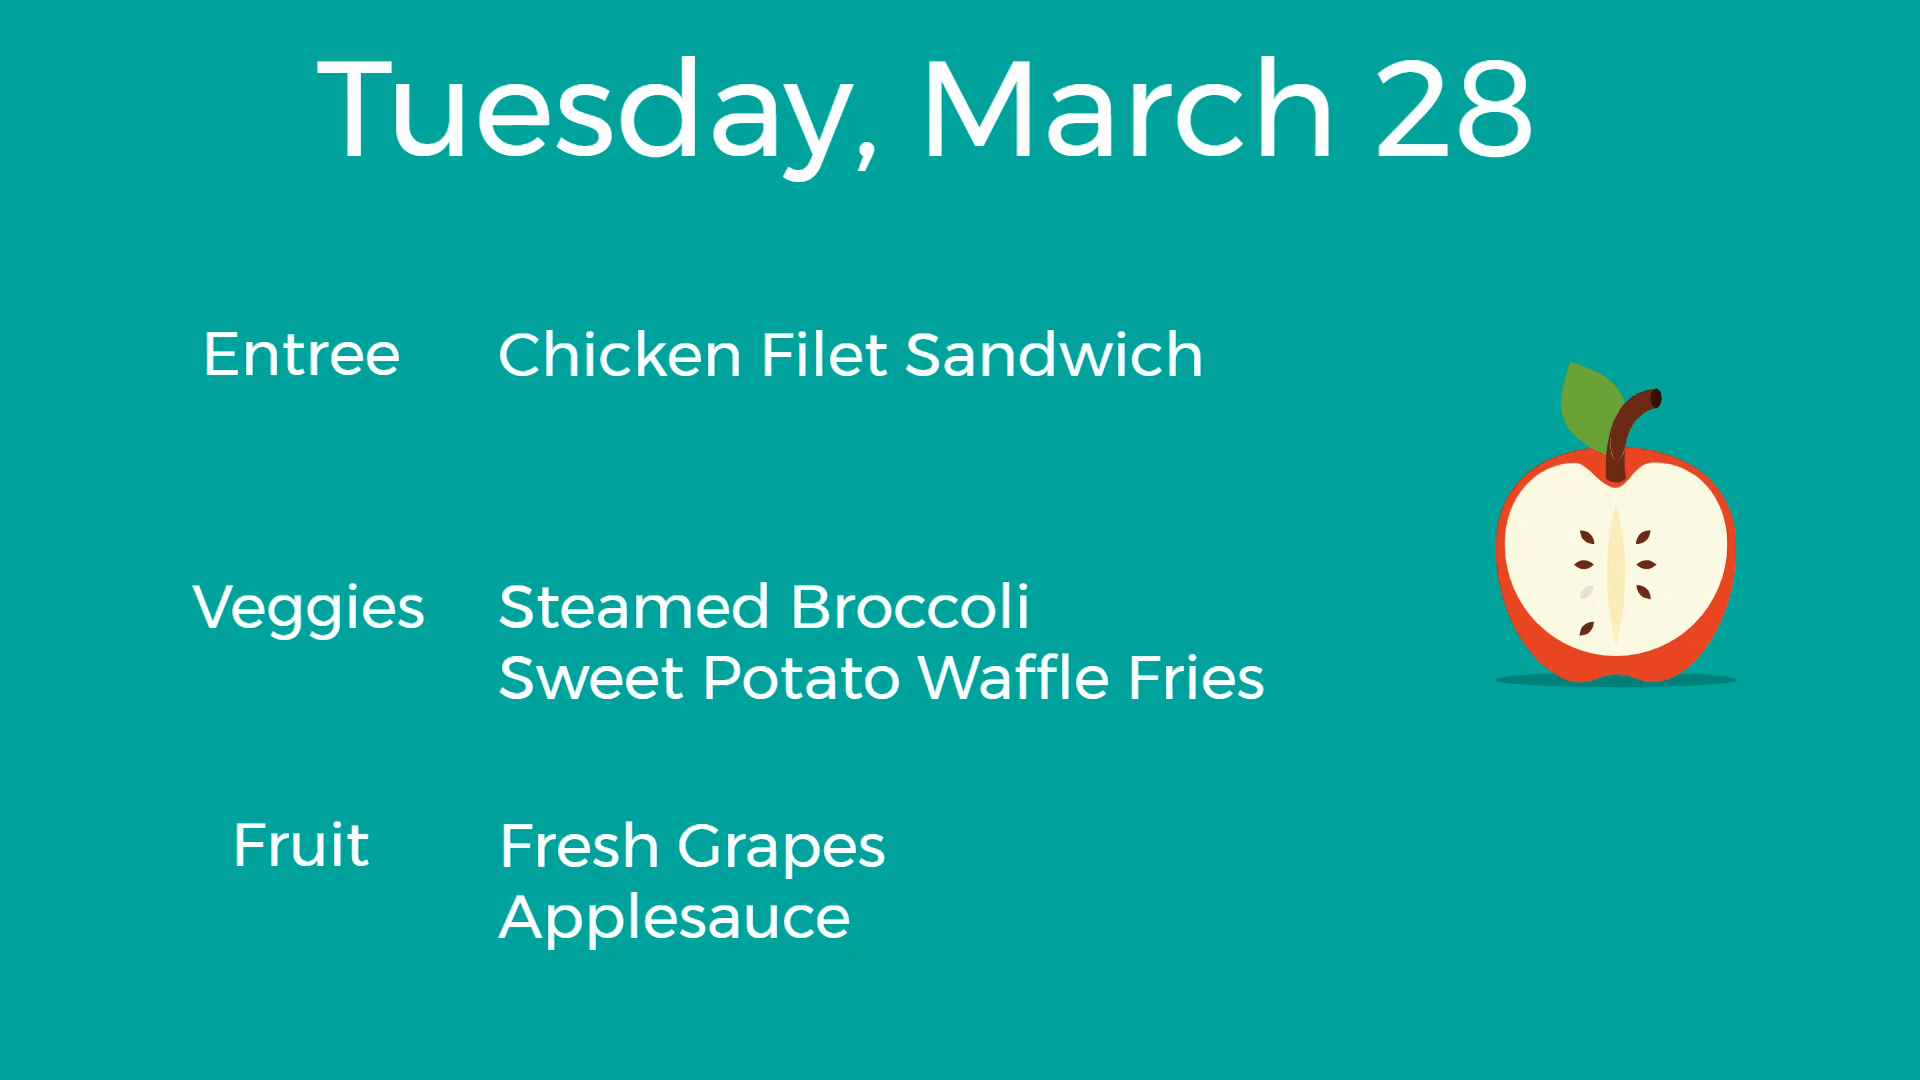 Tuesday, March 28
Entree Chicken Filet Sandwich
Veggies Steamed Broccoli
Sweet Potato Waffle Fries
Fruit Fresh Grapes
Applesauce